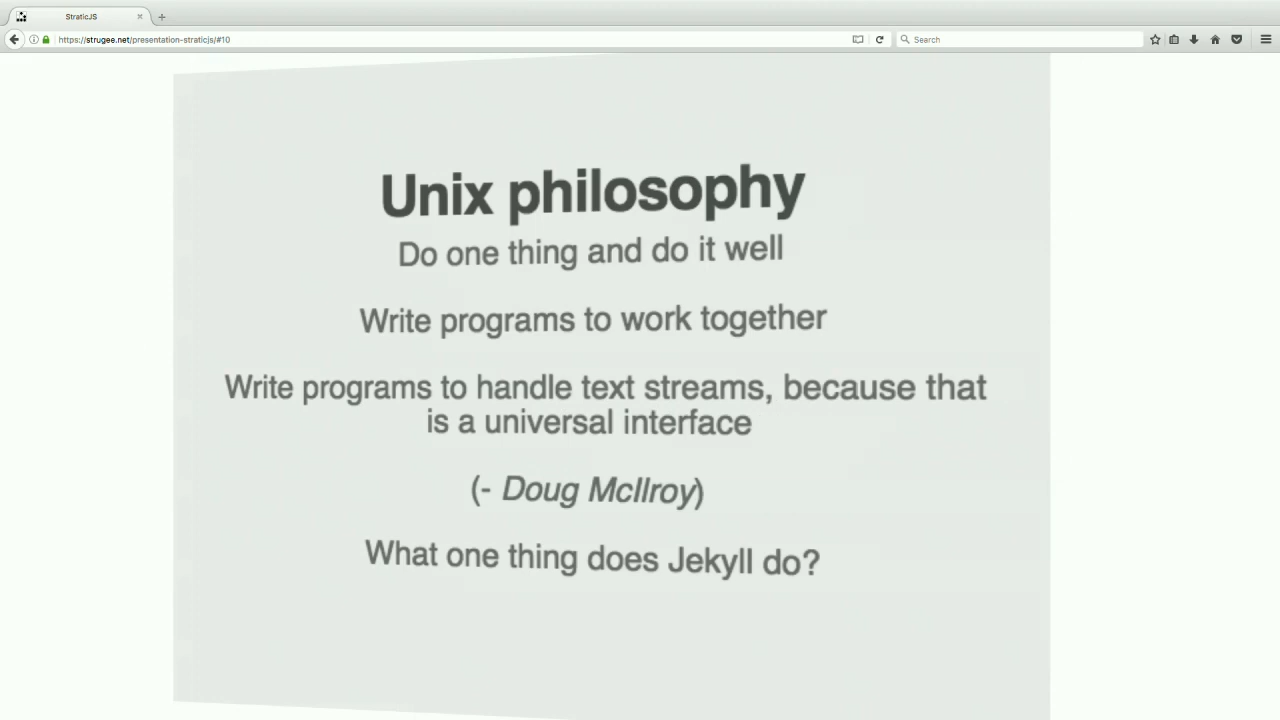 StraticJS
https://strugee.net/presentation-straticjs/#10
Search
Unix philosophy
Do one thing and do it well
Write programs to work together
Write programs to handle text streams, because that
is a universal interface
(- Doug McIlroy)
What one thing does Jekyll do?